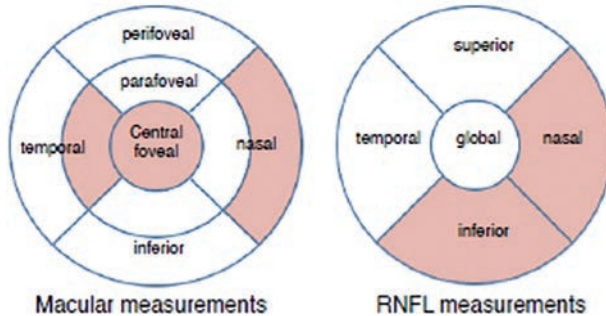 perifoveal
parafoveal
temporal
Central
foveal
nasal
inferior
Macular measurements
superior
temporal
global
nasal
inferior
RNFL measurements